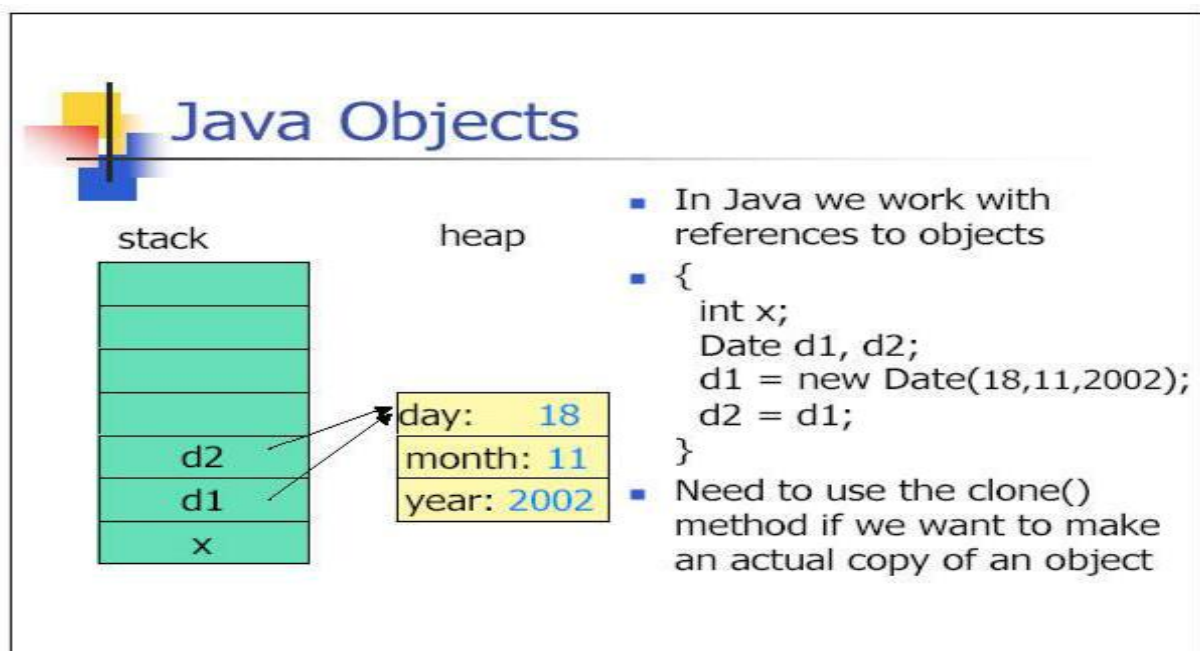 Java Objects
stack
heap
d2
d1
x
day: 18
month: 11
year: 2002
In Java we work with
references to objects
{
int x;
Date d1, d2;
d1 = new Date(18,11,2002);
d2 = d1;
}
Need to use the clone()
method if we want to make
an actual copy of an object